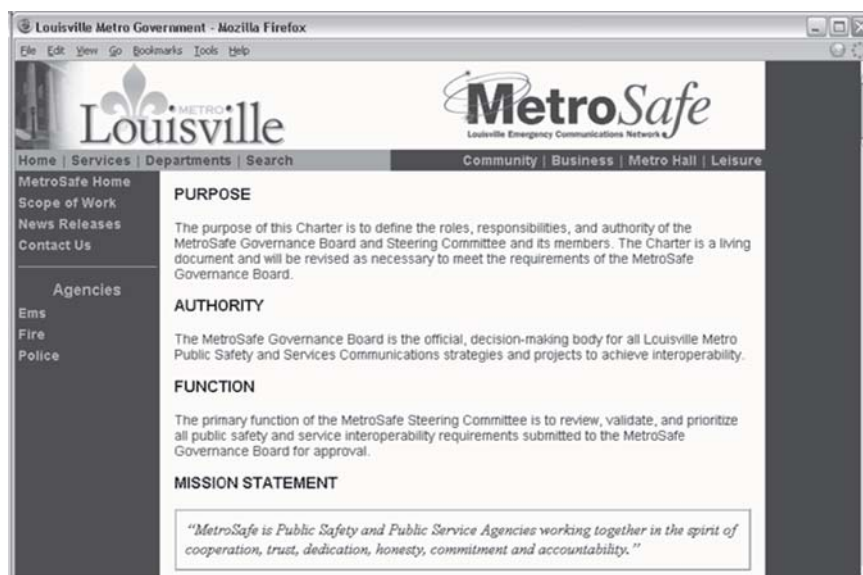 Louisville Metro Government - Mozilla Firefox
File Edit View Go Bookmarks Tools Help
METRO
Louisville
MetroSafe
Louisville Emergency Communications Network
Home | Services | Departments | Search
Community | Business | Metro Hall | Leisure
MetroSafe Home
Scope of Work
News Releases
Contact Us
Agencies
Ems
Fire
Police
PURPOSE
The purpose of this Charter is to define the roles, responsibilities, and authority of the
MetroSafe Governance Board and Steering Committee and its members. The Charter is a living
document and will be revised as necessary to meet the requirements of the MetroSafe
Governance Board.
AUTHORITY
The MetroSafe Governance Board is the official, decision-making body for all Louisville Metro
Public Safety and Services Communications strategies and projects to achieve interoperability.
FUNCTION
The primary function of the MetroSafe Steering Committee is to review, validate, and prioritize
all public safety and service interoperability requirements submitted to the MetroSafe
Governance Board for approval.
MISSION STATEMENT
"MetroSafe is Public Safety and Public Service Agencies working together in the spirit of
cooperation, trust, dedication, honesty, commitment and accountability."